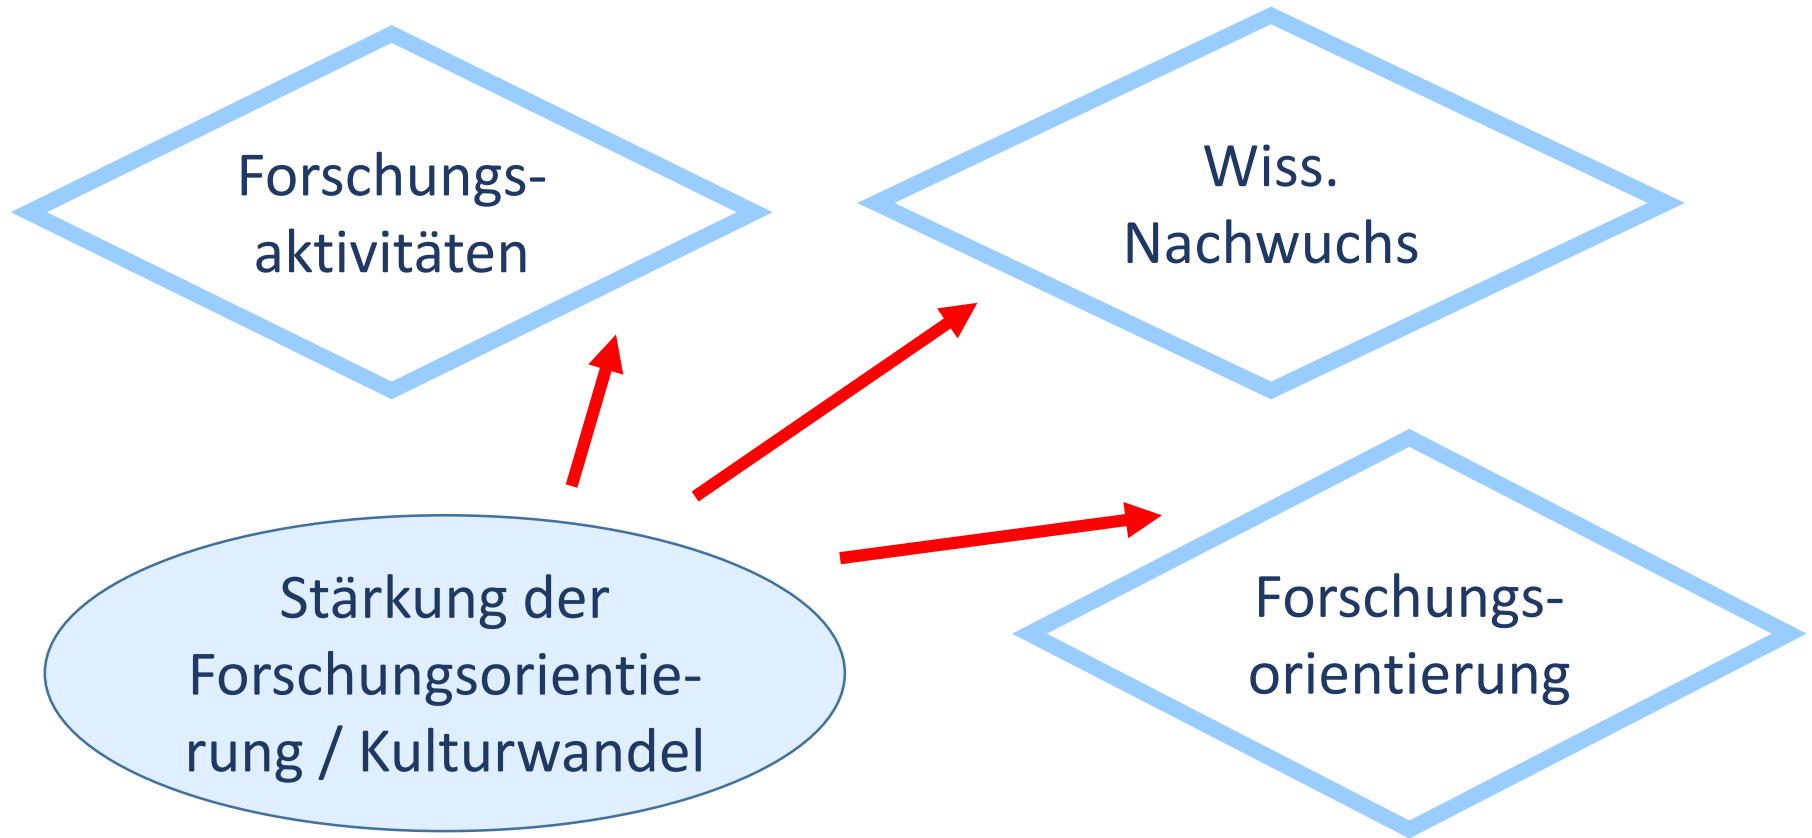 Forschungs-
aktivitäten
Wiss.
Nachwuchs
Stärkung der
Forschungsorientie-
rung / Kulturwandel
Forschungs-
orientierung